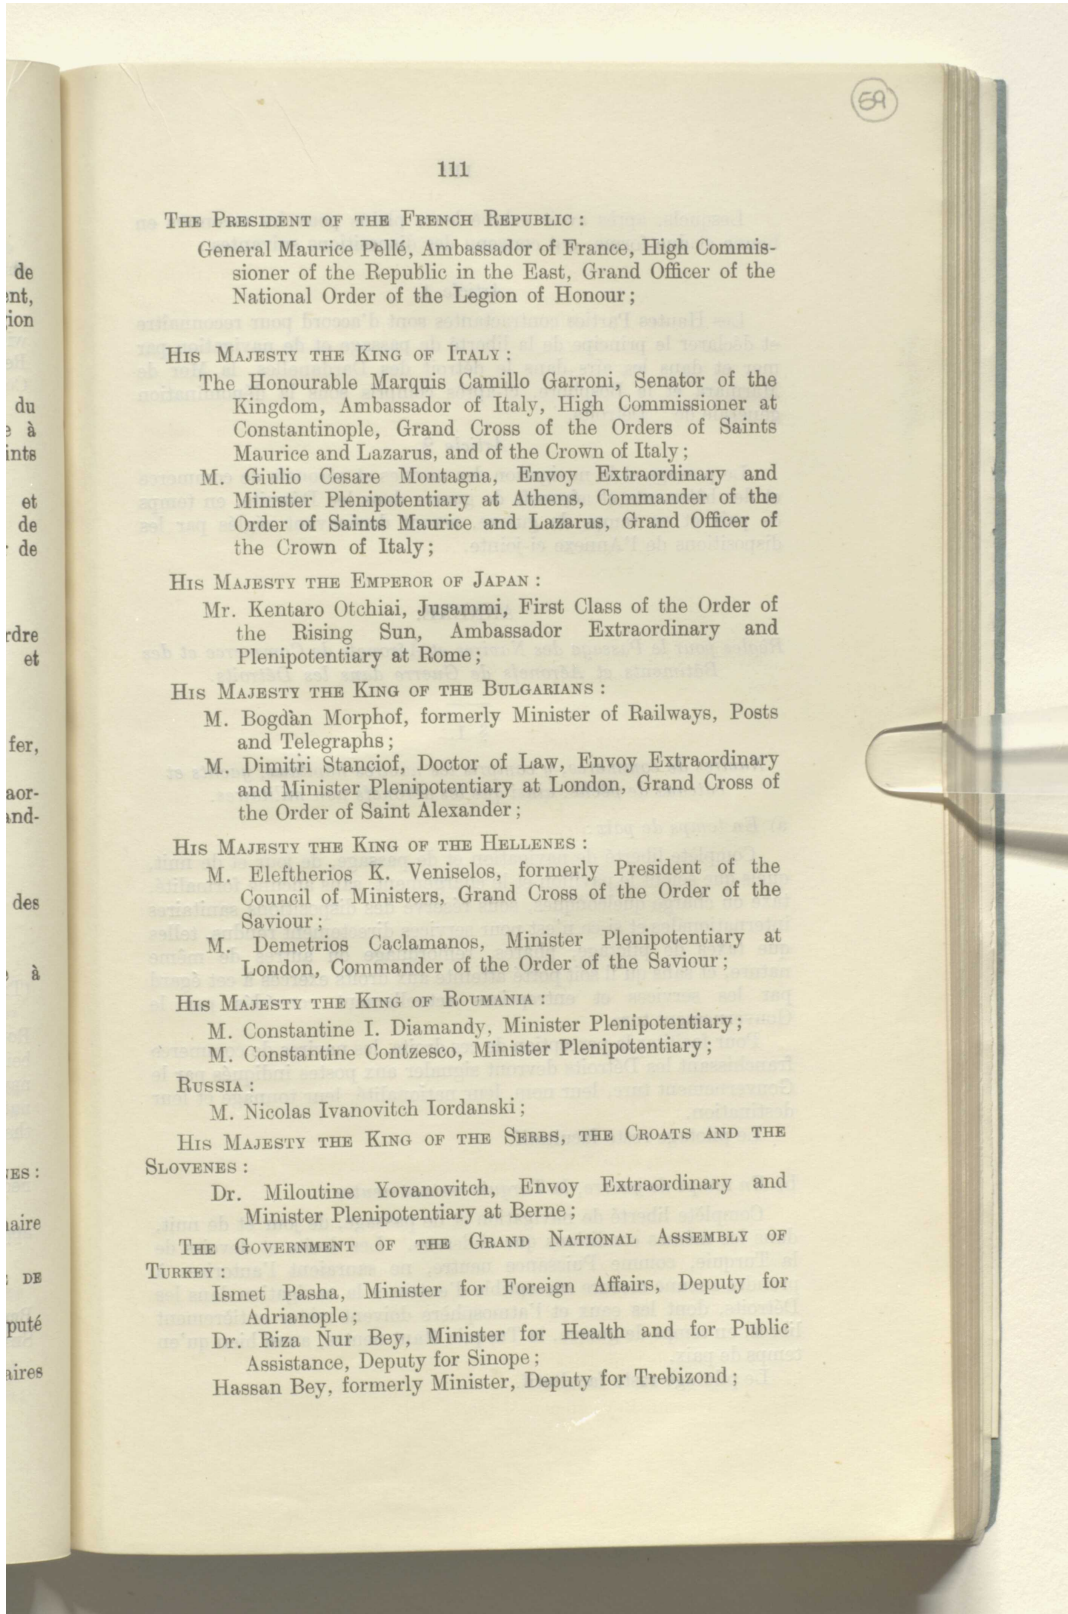 59
111
THE PRESIDENT OF THE FRENCH REPUBLIC :
General Maurice Pellé, Ambassador of France, High Commis-
sioner of the Republic in the East, Grand Officer of the
National Order of the Legion of Honour;
HIS MAJESTY THE KING OF ITALY :
The Honourable Marquis Camillo Garroni, Senator of the
Kingdom, Ambassador of Italy, High Commissioner at
Constantinople, Grand Cross of the Orders of Saints
Maurice and Lazarus, and of the Crown of Italy;
M. Giulio Cesare Montagna, Envoy Extraordinary and
Minister Plenipotentiary at Athens, Commander of the
Order of Saints Maurice and Lazarus, Grand Officer of
the Crown of Italy;
HIS MAJESTY THE EMPEROR OF JAPAN :
Mr. Kentaro Otchiai, Jusammi, First Class of the Order of
the Rising Sun, Ambassador Extraordinary and
Plenipotentiary at Rome;
HIS MAJESTY THE KING OF THE BULGARIANS :
M. Bogdan Morphof, formerly Minister of Railways, Posts
and Telegraphs;
M. Dimitri Stanciof, Doctor of Law, Envoy Extraordinary
and Minister Plenipotentiary at London, Grand Cross of
the Order of Saint Alexander;
HIS MAJESTY THE KING OF THE HELLENES :
M. Eleftherios K. Veniselos, formerly President of the
Council of Ministers, Grand Cross of the Order of the
Saviour;
M. Demetrios Caclamanos, Minister Plenipotentiary at
London, Commander of the Order of the Saviour;
HIS MAJESTY THE KING OF ROUMANIA :
M. Constantine I. Diamandy, Minister Plenipotentiary;
M. Constantine Contzesco, Minister Plenipotentiary;
RUSSIA :
M. Nicolas Ivanovitch Iordanski;
HIS MAJESTY THE KING OF THE SERBS, THE CROATS AND THE
SLOVENES :
Dr. Miloutine Yovanovitch, Envoy Extraordinary and
Minister Plenipotentiary at Berne;
THE GOVERNMENT OF THE GRAND NATIONAL ASSEMBLY OF
TURKEY :
Ismet Pasha, Minister for Foreign Affairs, Deputy for
Adrianople;
Dr. Riza Nur Bey, Minister for Health and for Public
Assistance, Deputy for Sinope;
Hassan Bey, formerly Minister, Deputy for Trebizond;